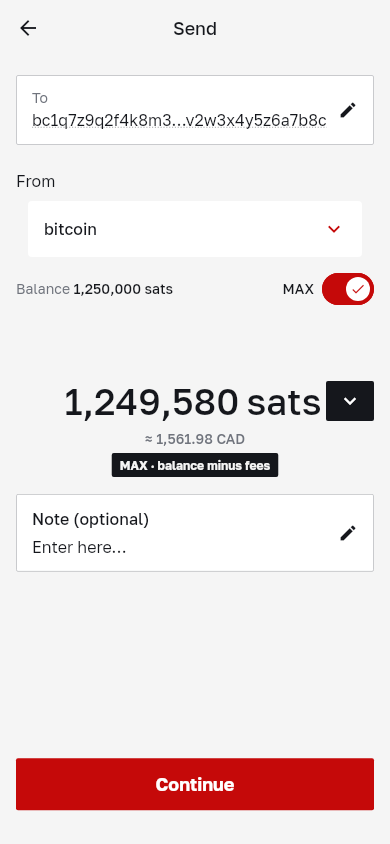 Send
To
bc1q7z9q2f4k8m3...v2w3x4y5z6a7b8c
From
bitcoin
Balance 1,250,000 sats MAX
1,249,580 sats
≈ 1,561.98 CAD
MAX · balance minus fees
Note (optional)
Enter here...
Continue